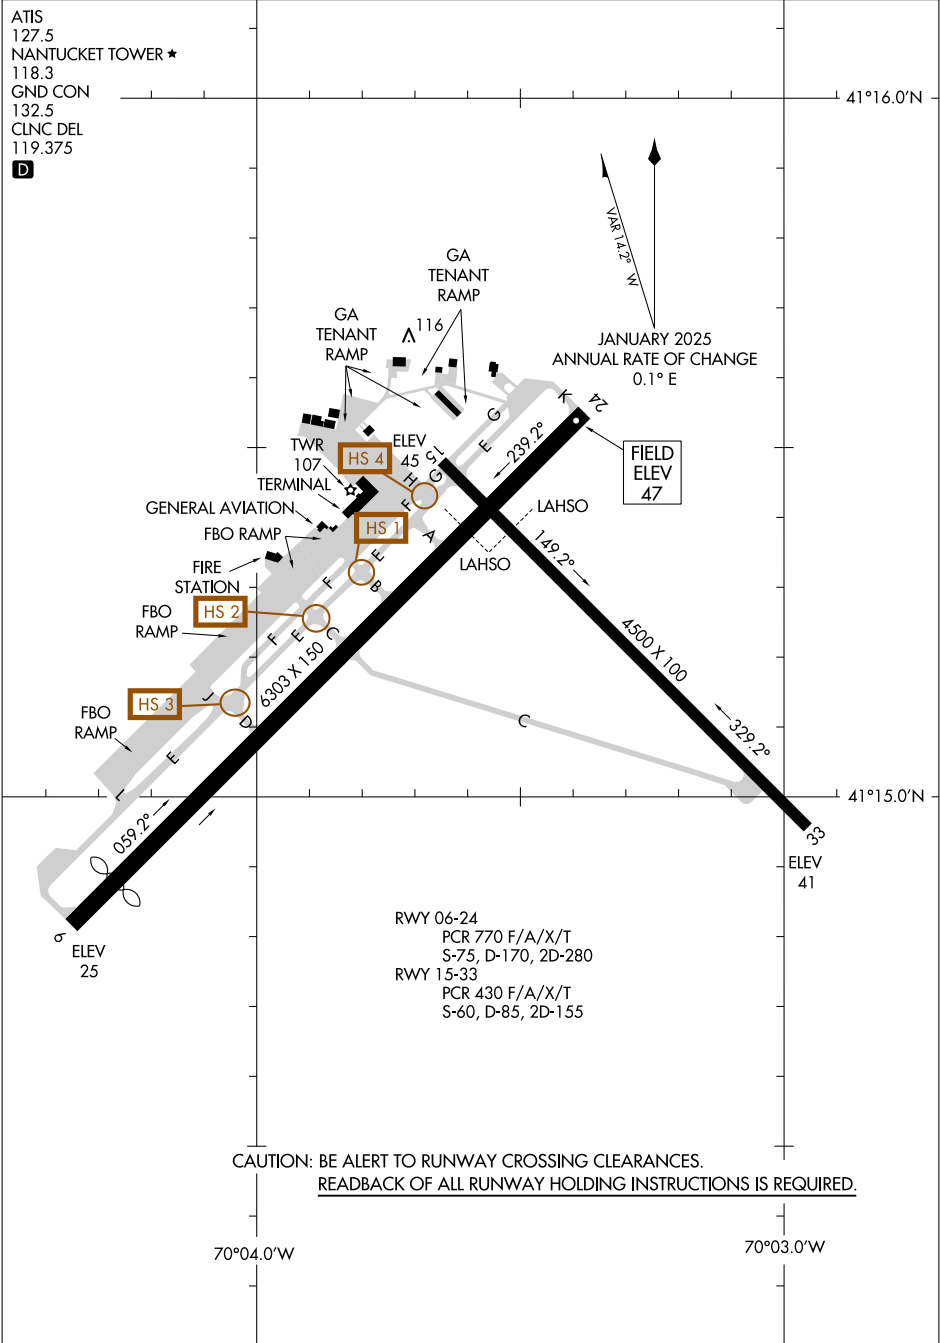 ATIS
127.5
NANTUCKET TOWER ★
118.3
GND CON
132.5
CLNC DEL
119.375
D
41°16.0'N
VAR 14.2° W
JANUARY 2025
ANNUAL RATE OF CHANGE
0.1° E
GA
TENANT
RAMP
GA
TENANT
RAMP
116
K
24
G
E
239.2°
FIELD
ELEV
47
TWR
107
HS 4
ELEV
45
15
H
G
F
TERMINAL
GENERAL AVIATION
HS 1
A
LAHSO
LAHSO
FBO RAMP
149.2°
E
FIRE
STATION
F
B
HS 2
FBO
RAMP
F
E
C
4500 X 100
6303 X 150
HS 3
J
D
FBO
RAMP
C
329.2°
E
L
41°15.0'N
059.2°
33
ELEV
41
6
ELEV
25
RWY 06-24
PCR 770 F/A/X/T
S-75, D-170, 2D-280
RWY 15-33
PCR 430 F/A/X/T
S-60, D-85, 2D-155
CAUTION: BE ALERT TO RUNWAY CROSSING CLEARANCES.
READBACK OF ALL RUNWAY HOLDING INSTRUCTIONS IS REQUIRED.
70°04.0'W
70°03.0'W